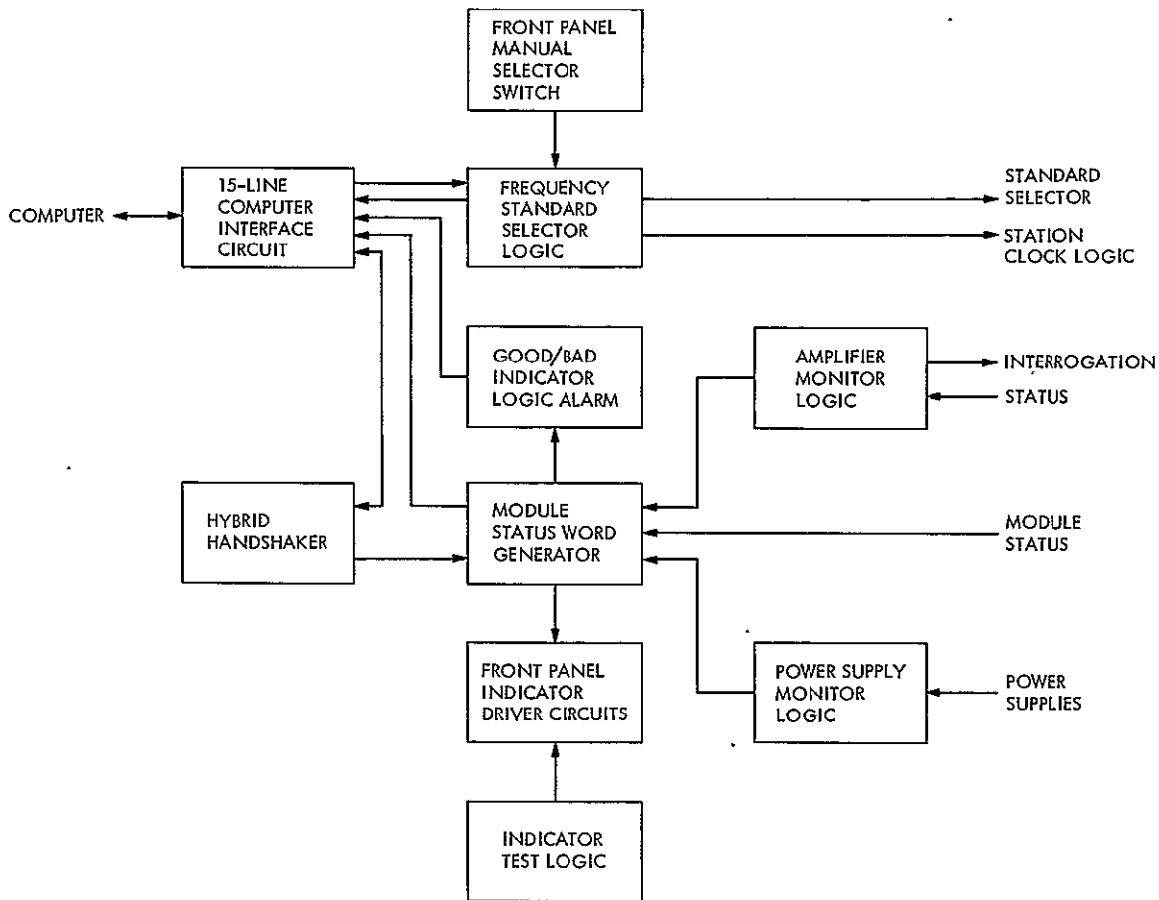 FRONT PANEL
MANUAL
SELECTOR
SWITCH
COMPUTER
15-LINE
COMPUTER
INTERFACE
CIRCUIT
FREQUENCY
STANDARD
SELECTOR
LOGIC
STANDARD
SELECTOR
STATION
CLOCK LOGIC
GOOD/BAD
INDICATOR
LOGIC ALARM
AMPLIFIER
MONITOR
LOGIC
INTERROGATION
STATUS
HYBRID
HANDSHAKER
MODULE
STATUS WORD
GENERATOR
MODULE
STATUS
FRONT PANEL
INDICATOR
DRIVER CIRCUITS
POWER SUPPLY
MONITOR
LOGIC
POWER
SUPPLIES
INDICATOR
TEST LOGIC